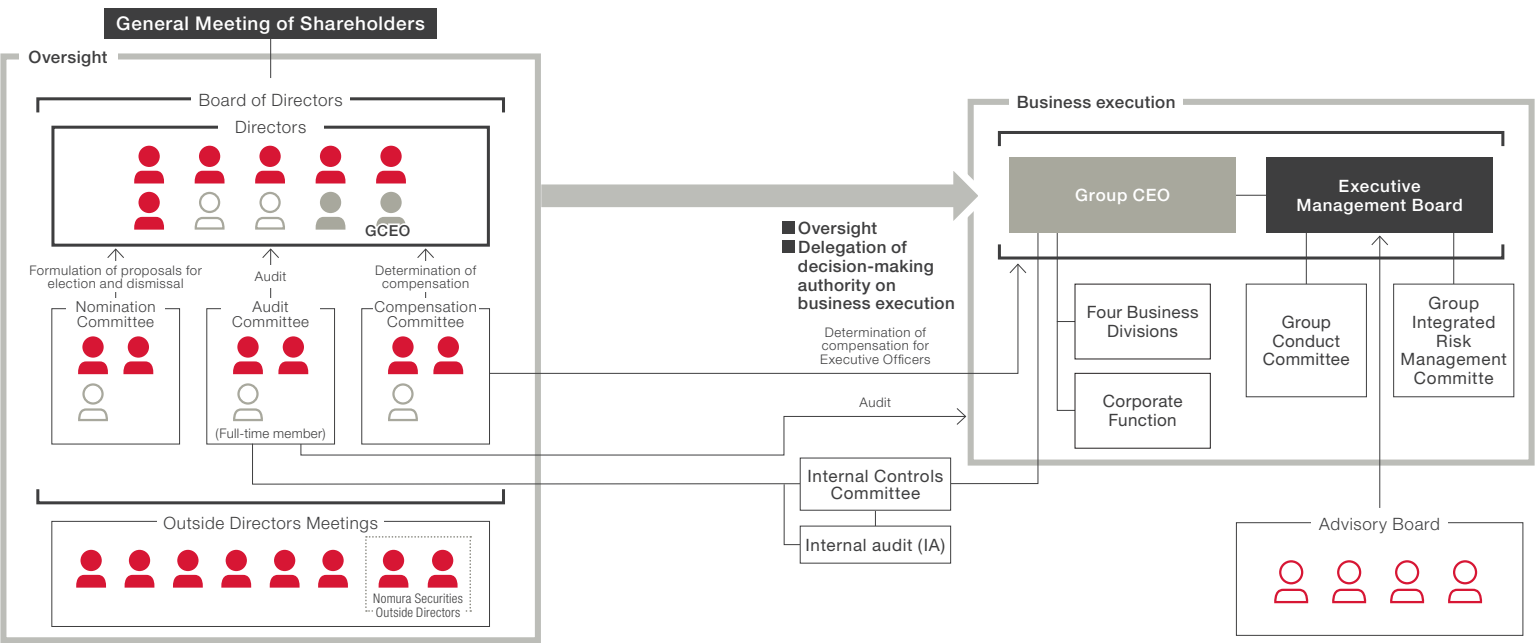 General Meeting of Shareholders
Oversight
Board of Directors
Directors
GCEO
Formulation of proposals for
election and dismissal
Audit
Determination of
compensation
Nomination
Committee
Audit
Committee
(Full-time member)
Compensation
Committee
Outside Directors Meetings
Nomura Securities
Outside Directors
Oversight
Delegation of
decision-making
authority on
business execution
Determination of
compensation for
Executive Officers
Audit
Internal Controls
Committee
Internal audit (IA)
Business execution
Group CEO
Executive
Management Board
Four Business
Divisions
Corporate
Function
Group
Conduct
Committee
Group
Integrated
Risk
Management
Committe
Advisory Board